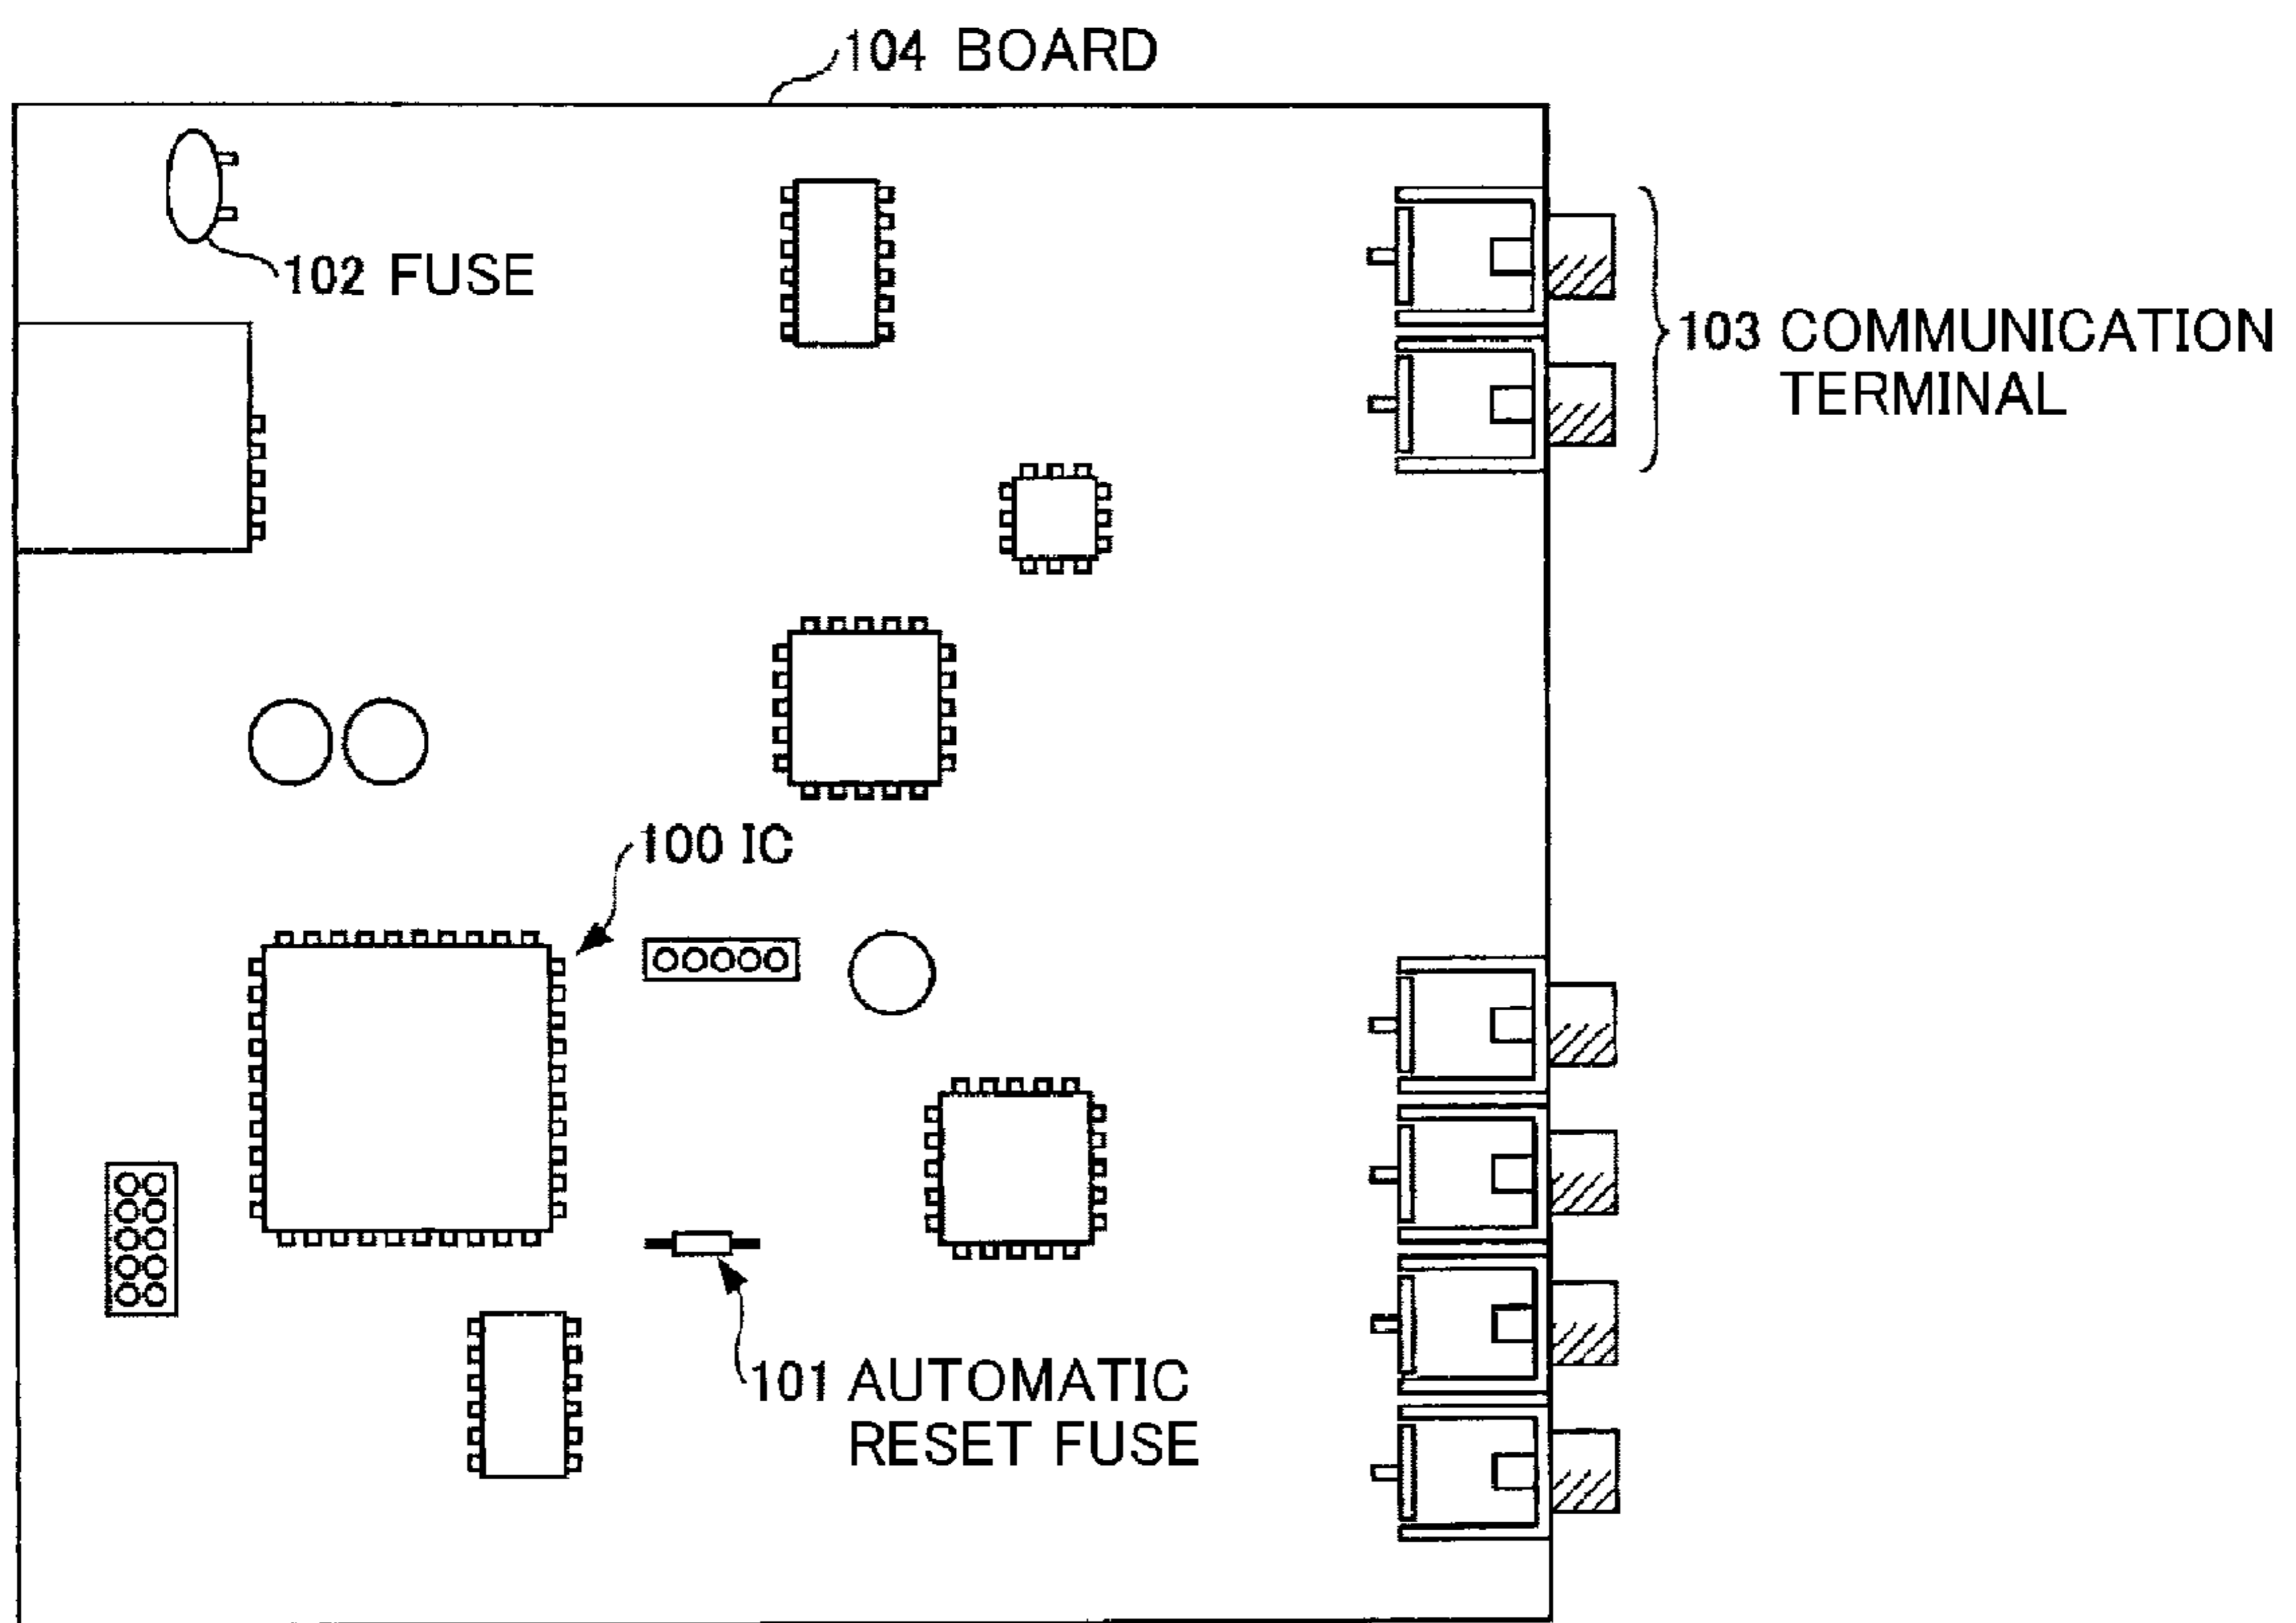 104 BOARD
102 FUSE
103 COMMUNICATION
TERMINAL
100 IC
101 AUTOMATIC
RESET FUSE